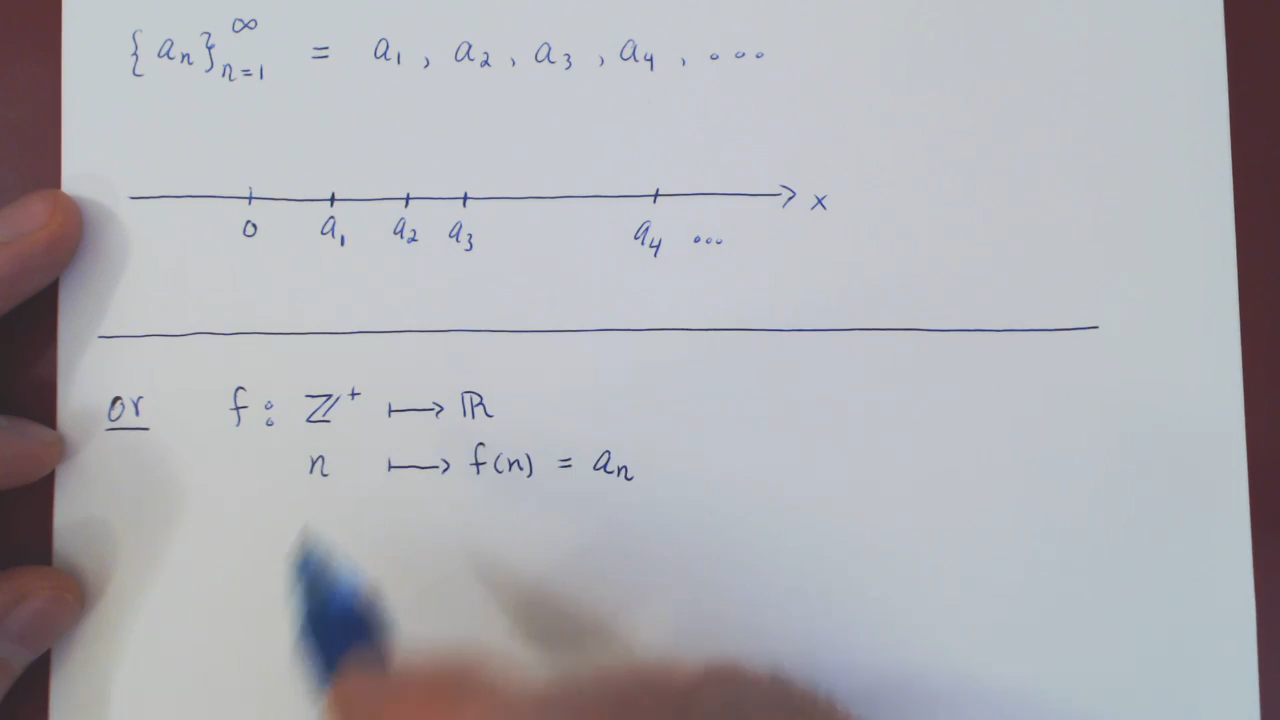 {aₙ}ₙ₌₁^∞ = a₁, a₂, a₃, a₄, ...
0 a₁ a₂ a₃ a₄ ... x
or f: ℤ⁺ ⟼ ℝ
n ⟼ f(n) = aₙ